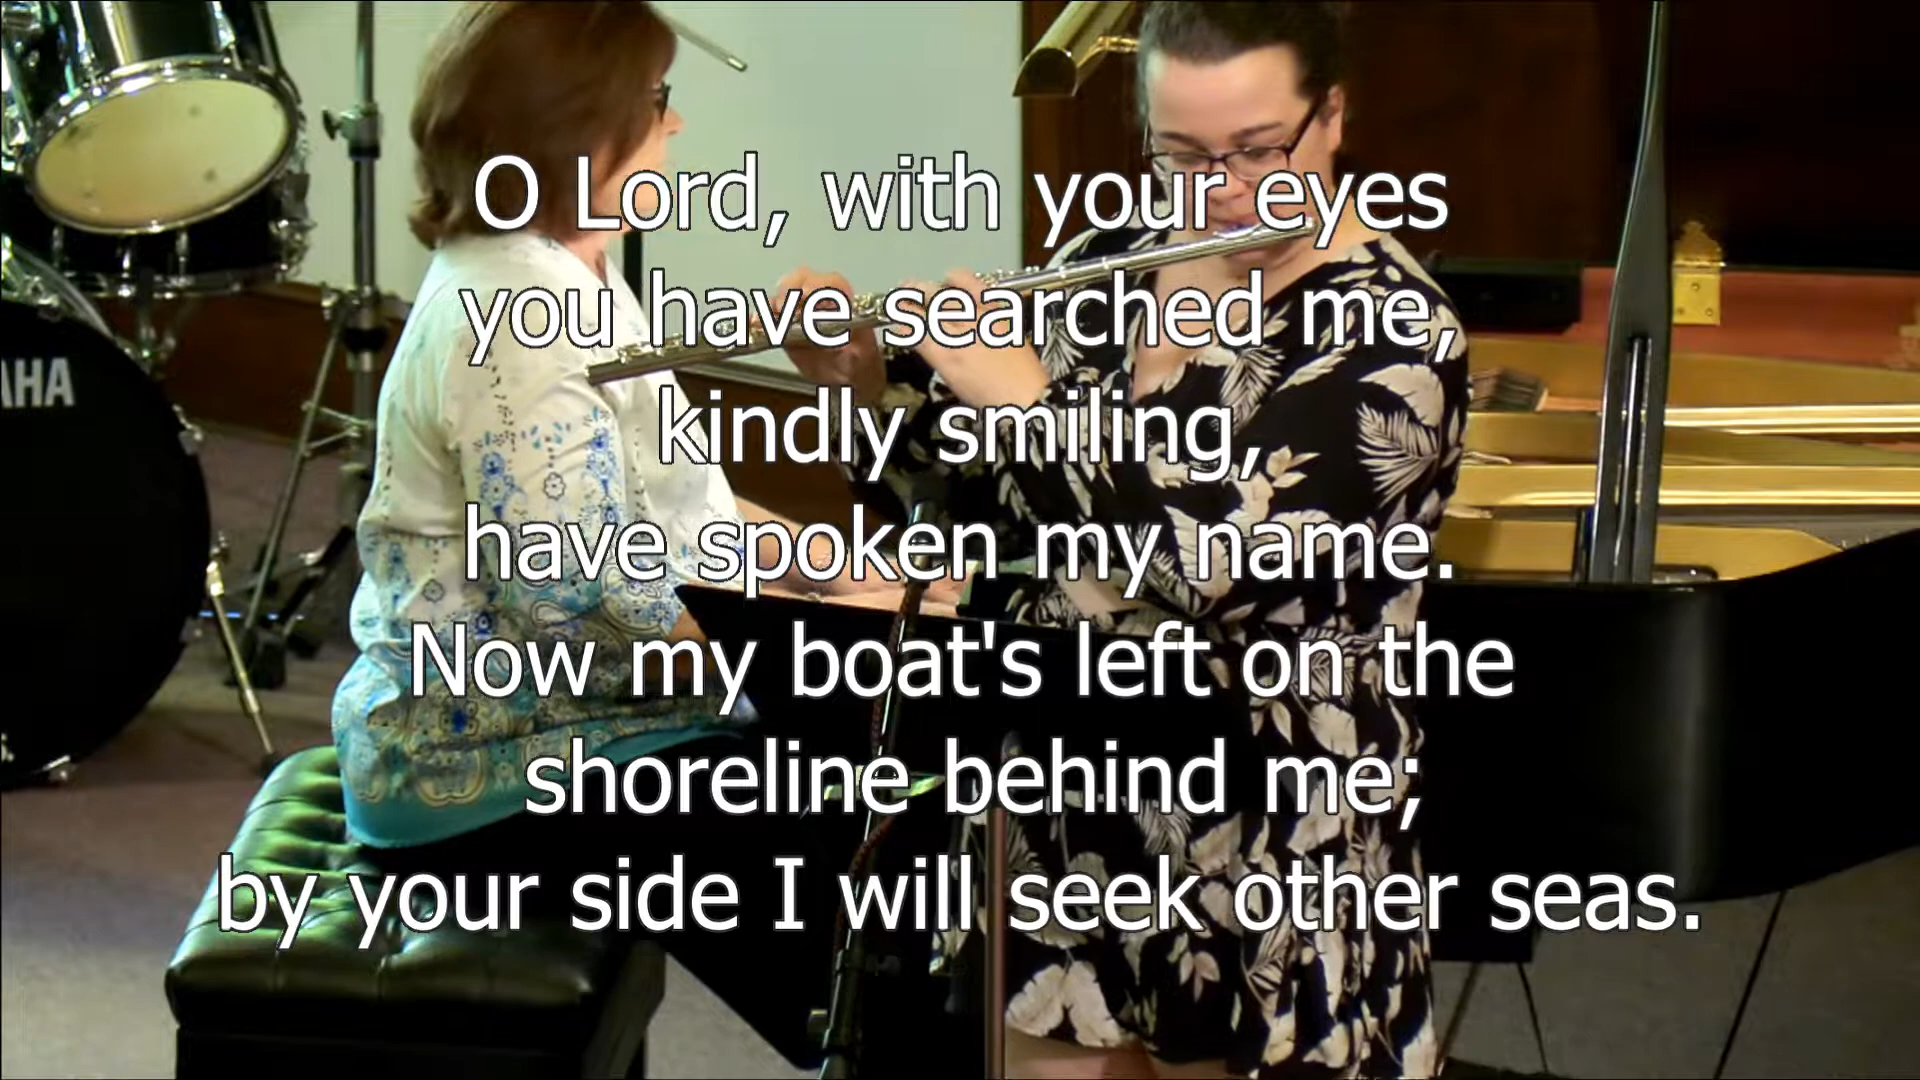 AHA
O Lord, with your eyes
you have searched me,
kindly smiling,
have spoken my name.
Now my boat's left on the
shoreline behind me;
by your side I will seek other seas.